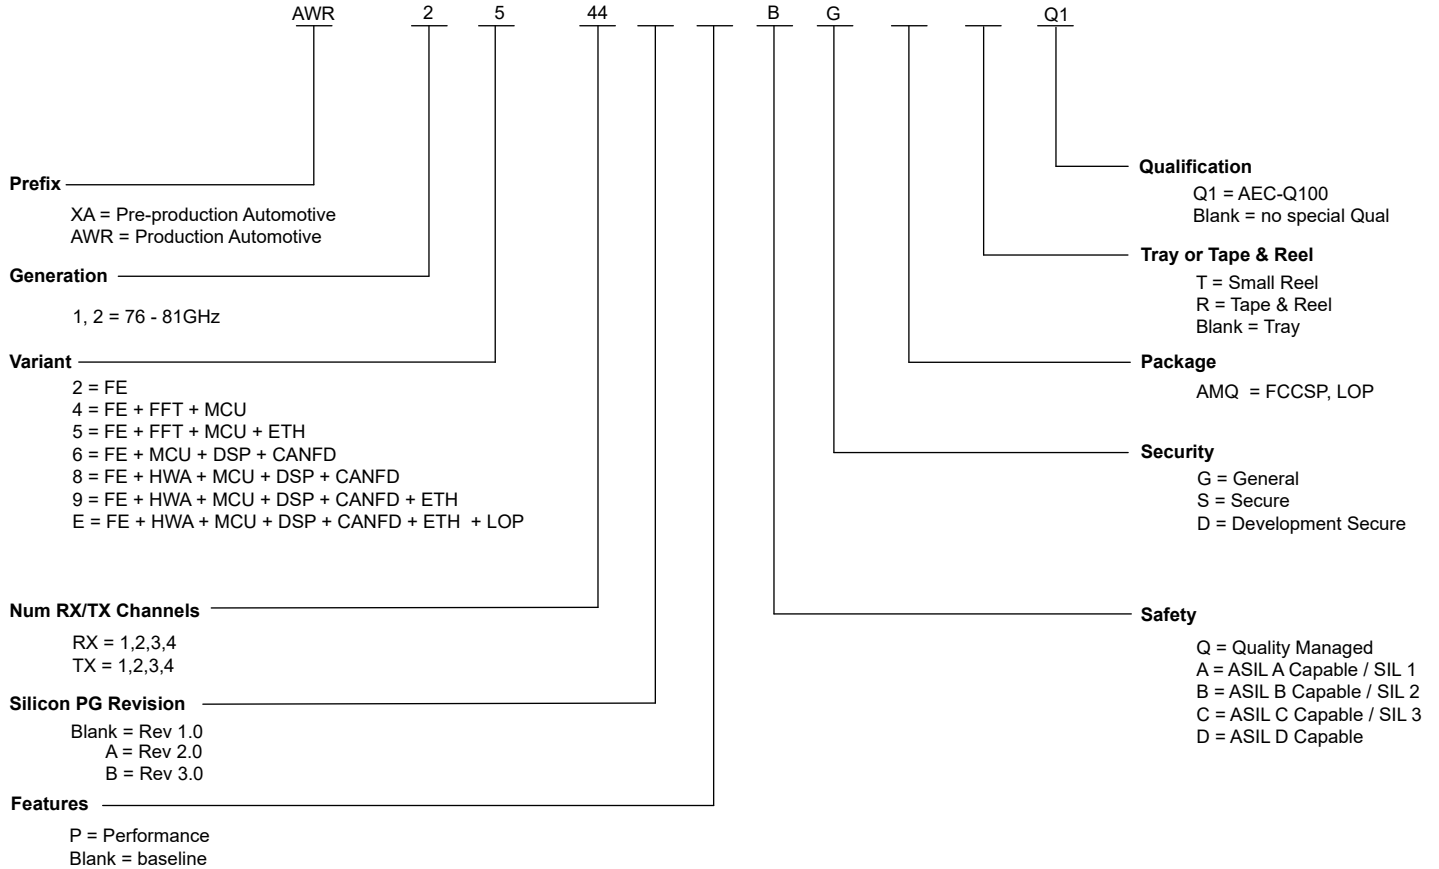 AWR 2 5 44 B G Q1
Prefix
XA = Pre-production Automotive
AWR = Production Automotive
Generation
1, 2 = 76 - 81GHz
Variant
2 = FE
4 = FE + FFT + MCU
5 = FE + FFT + MCU + ETH
6 = FE + MCU + DSP + CANFD
8 = FE + HWA + MCU + DSP + CANFD
9 = FE + HWA + MCU + DSP + CANFD + ETH
E = FE + HWA + MCU + DSP + CANFD + ETH + LOP
Num RX/TX Channels
RX = 1,2,3,4
TX = 1,2,3,4
Silicon PG Revision
Blank = Rev 1.0
A = Rev 2.0
B = Rev 3.0
Features
P = Performance
Blank = baseline
Qualification
Q1 = AEC-Q100
Blank = no special Qual
Tray or Tape & Reel
T = Small Reel
R = Tape & Reel
Blank = Tray
Package
AMQ = FCCSP, LOP
Security
G = General
S = Secure
D = Development Secure
Safety
Q = Quality Managed
A = ASIL A Capable / SIL 1
B = ASIL B Capable / SIL 2
C = ASIL C Capable / SIL 3
D = ASIL D Capable